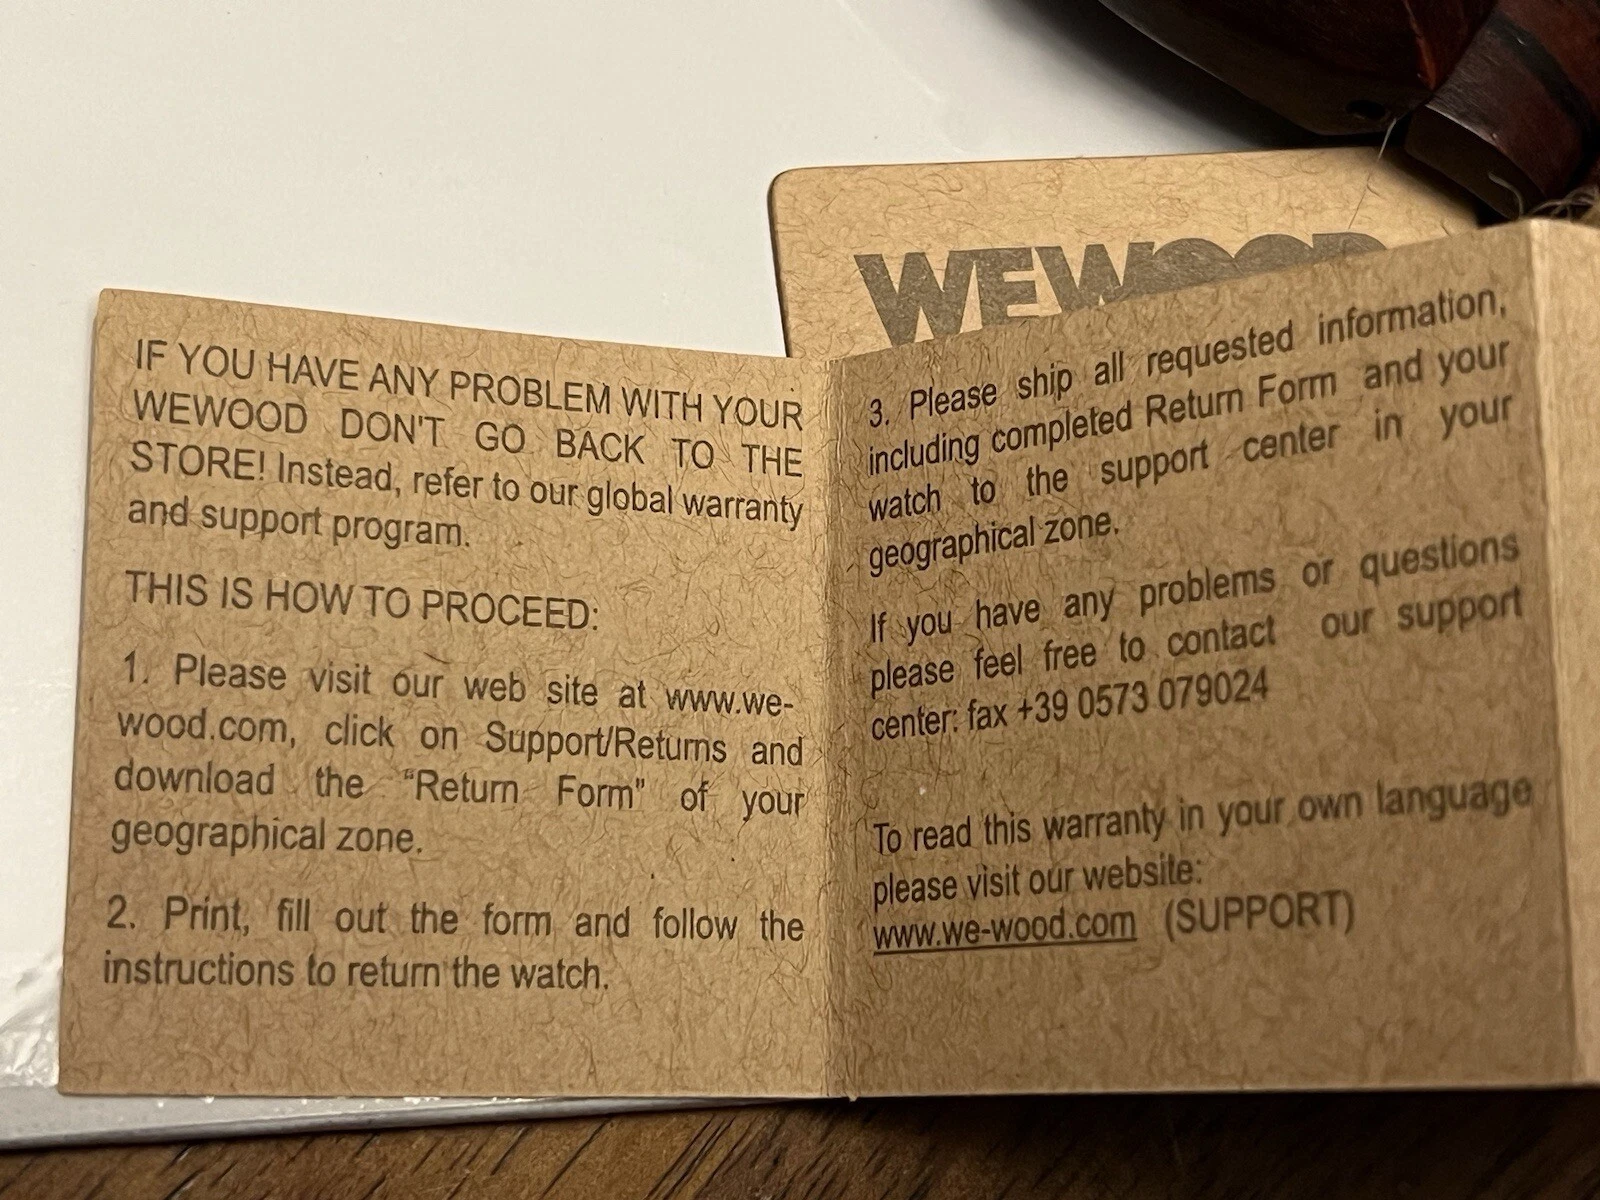 WEWOOD
IF YOU HAVE ANY PROBLEM WITH YOUR
WEWOOD DON'T GO BACK TO THE
STORE! Instead, refer to our global warranty
and support program.
THIS IS HOW TO PROCEED:
1. Please visit our web site at www.we-
wood.com, click on Support/Returns and
download the “Return Form” of your
geographical zone.
2. Print, fill out the form and follow the
instructions to return the watch.
3. Please ship all requested information,
including completed Return Form and your
watch to the support center in your
geographical zone.
If you have any problems or questions
please feel free to contact our support
center: fax +39 0573 079024
To read this warranty in your own language
please visit our website:
www.we-wood.com (SUPPORT)